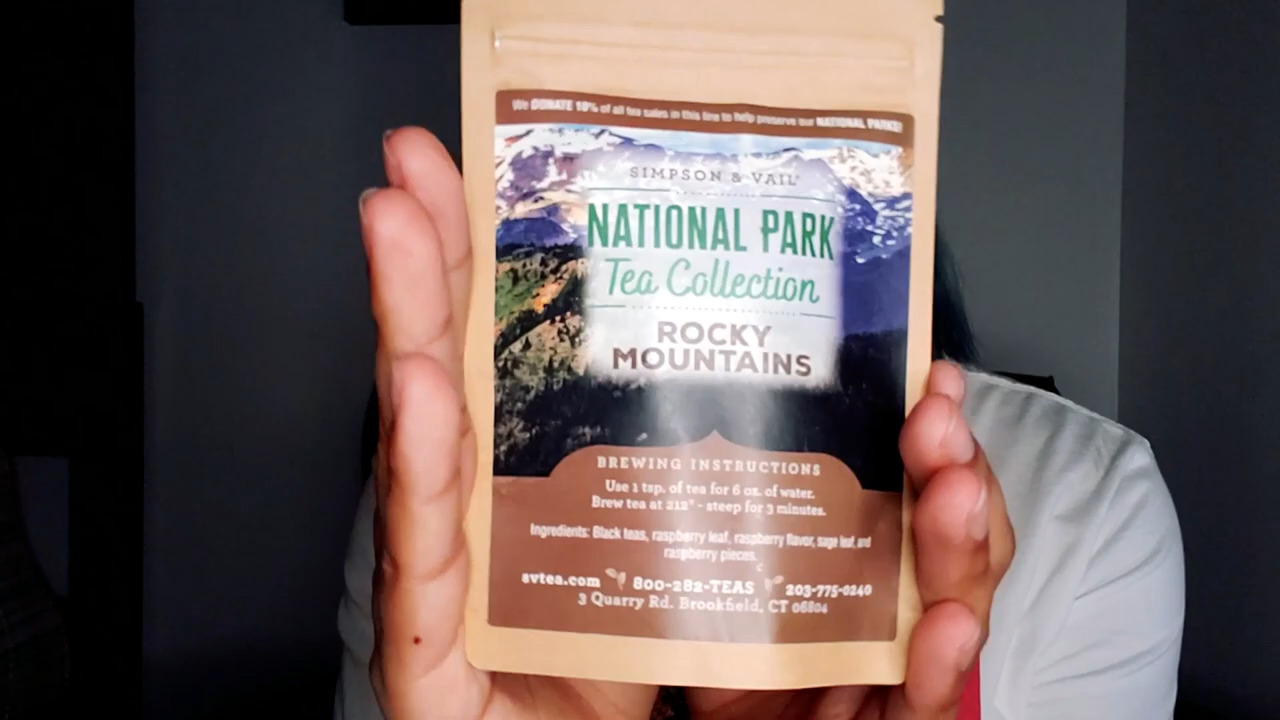 We DONATE 10% of all tea sales in this line to help preserve our NATIONAL PARKS!
SIMPSON & VAIL®
NATIONAL PARK
Tea Collection
ROCKY
MOUNTAINS
BREWING INSTRUCTIONS
Use 1 tsp. of tea for 6 oz. of water.
Brew tea at 212° - steep for 3 minutes.
Ingredients: Black teas, raspberry leaf, raspberry flavor, sage leaf, and
raspberry pieces.
svtea.com 800-282-TEAS 203-775-0240
3 Quarry Rd. Brookfield, CT 06804